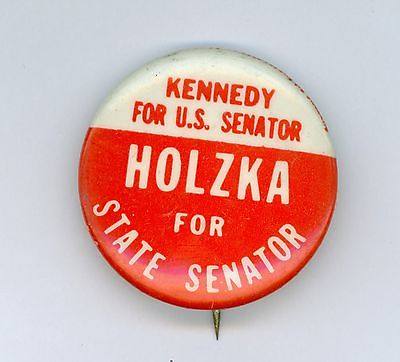 KENNEDY
FOR U.S. SENATOR
HOLZKA
FOR
STATE SENATOR